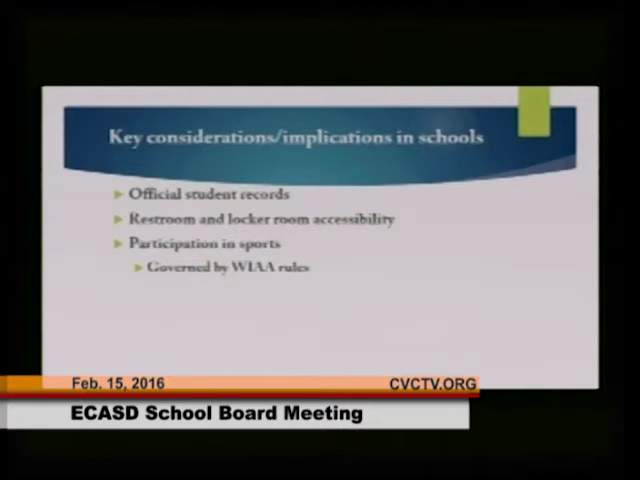 Key considerations/implications in schools
Official student records
Restroom and locker room accessibility
Participation in sports
Governed by WIAA rules
Feb. 15, 2016 CVCTV.ORG
ECASD School Board Meeting